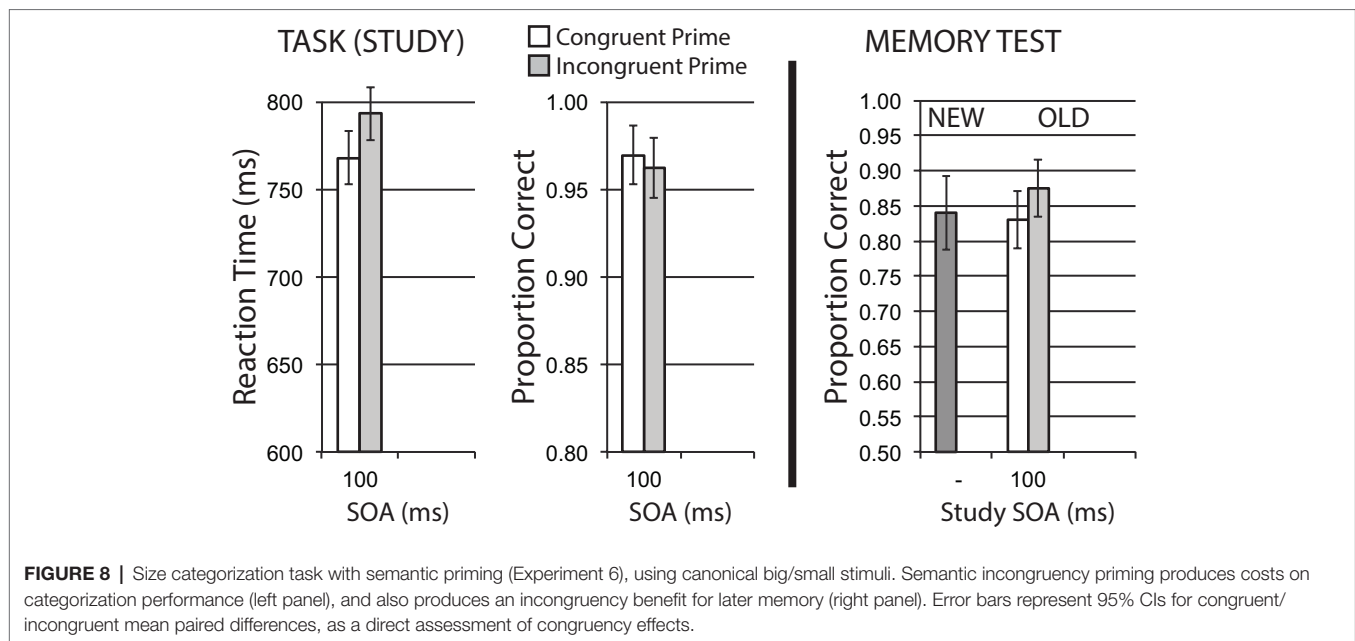 TASK (STUDY)
Congruent Prime
Incongruent Prime
MEMORY TEST
Reaction Time (ms)
800
750
700
650
600
100
SOA (ms)
Proportion Correct
1.00
0.95
0.90
0.85
0.80
100
SOA (ms)
Proportion Correct
1.00
0.95
0.90
0.85
0.80
0.75
0.70
0.65
0.60
0.55
0.50
NEW OLD
- 100
Study SOA (ms)
FIGURE 8 | Size categorization task with semantic priming (Experiment 6), using canonical big/small stimuli. Semantic incongruency priming produces costs on
categorization performance (left panel), and also produces an incongruency benefit for later memory (right panel). Error bars represent 95% CIs for congruent/
incongruent mean paired differences, as a direct assessment of congruency effects.